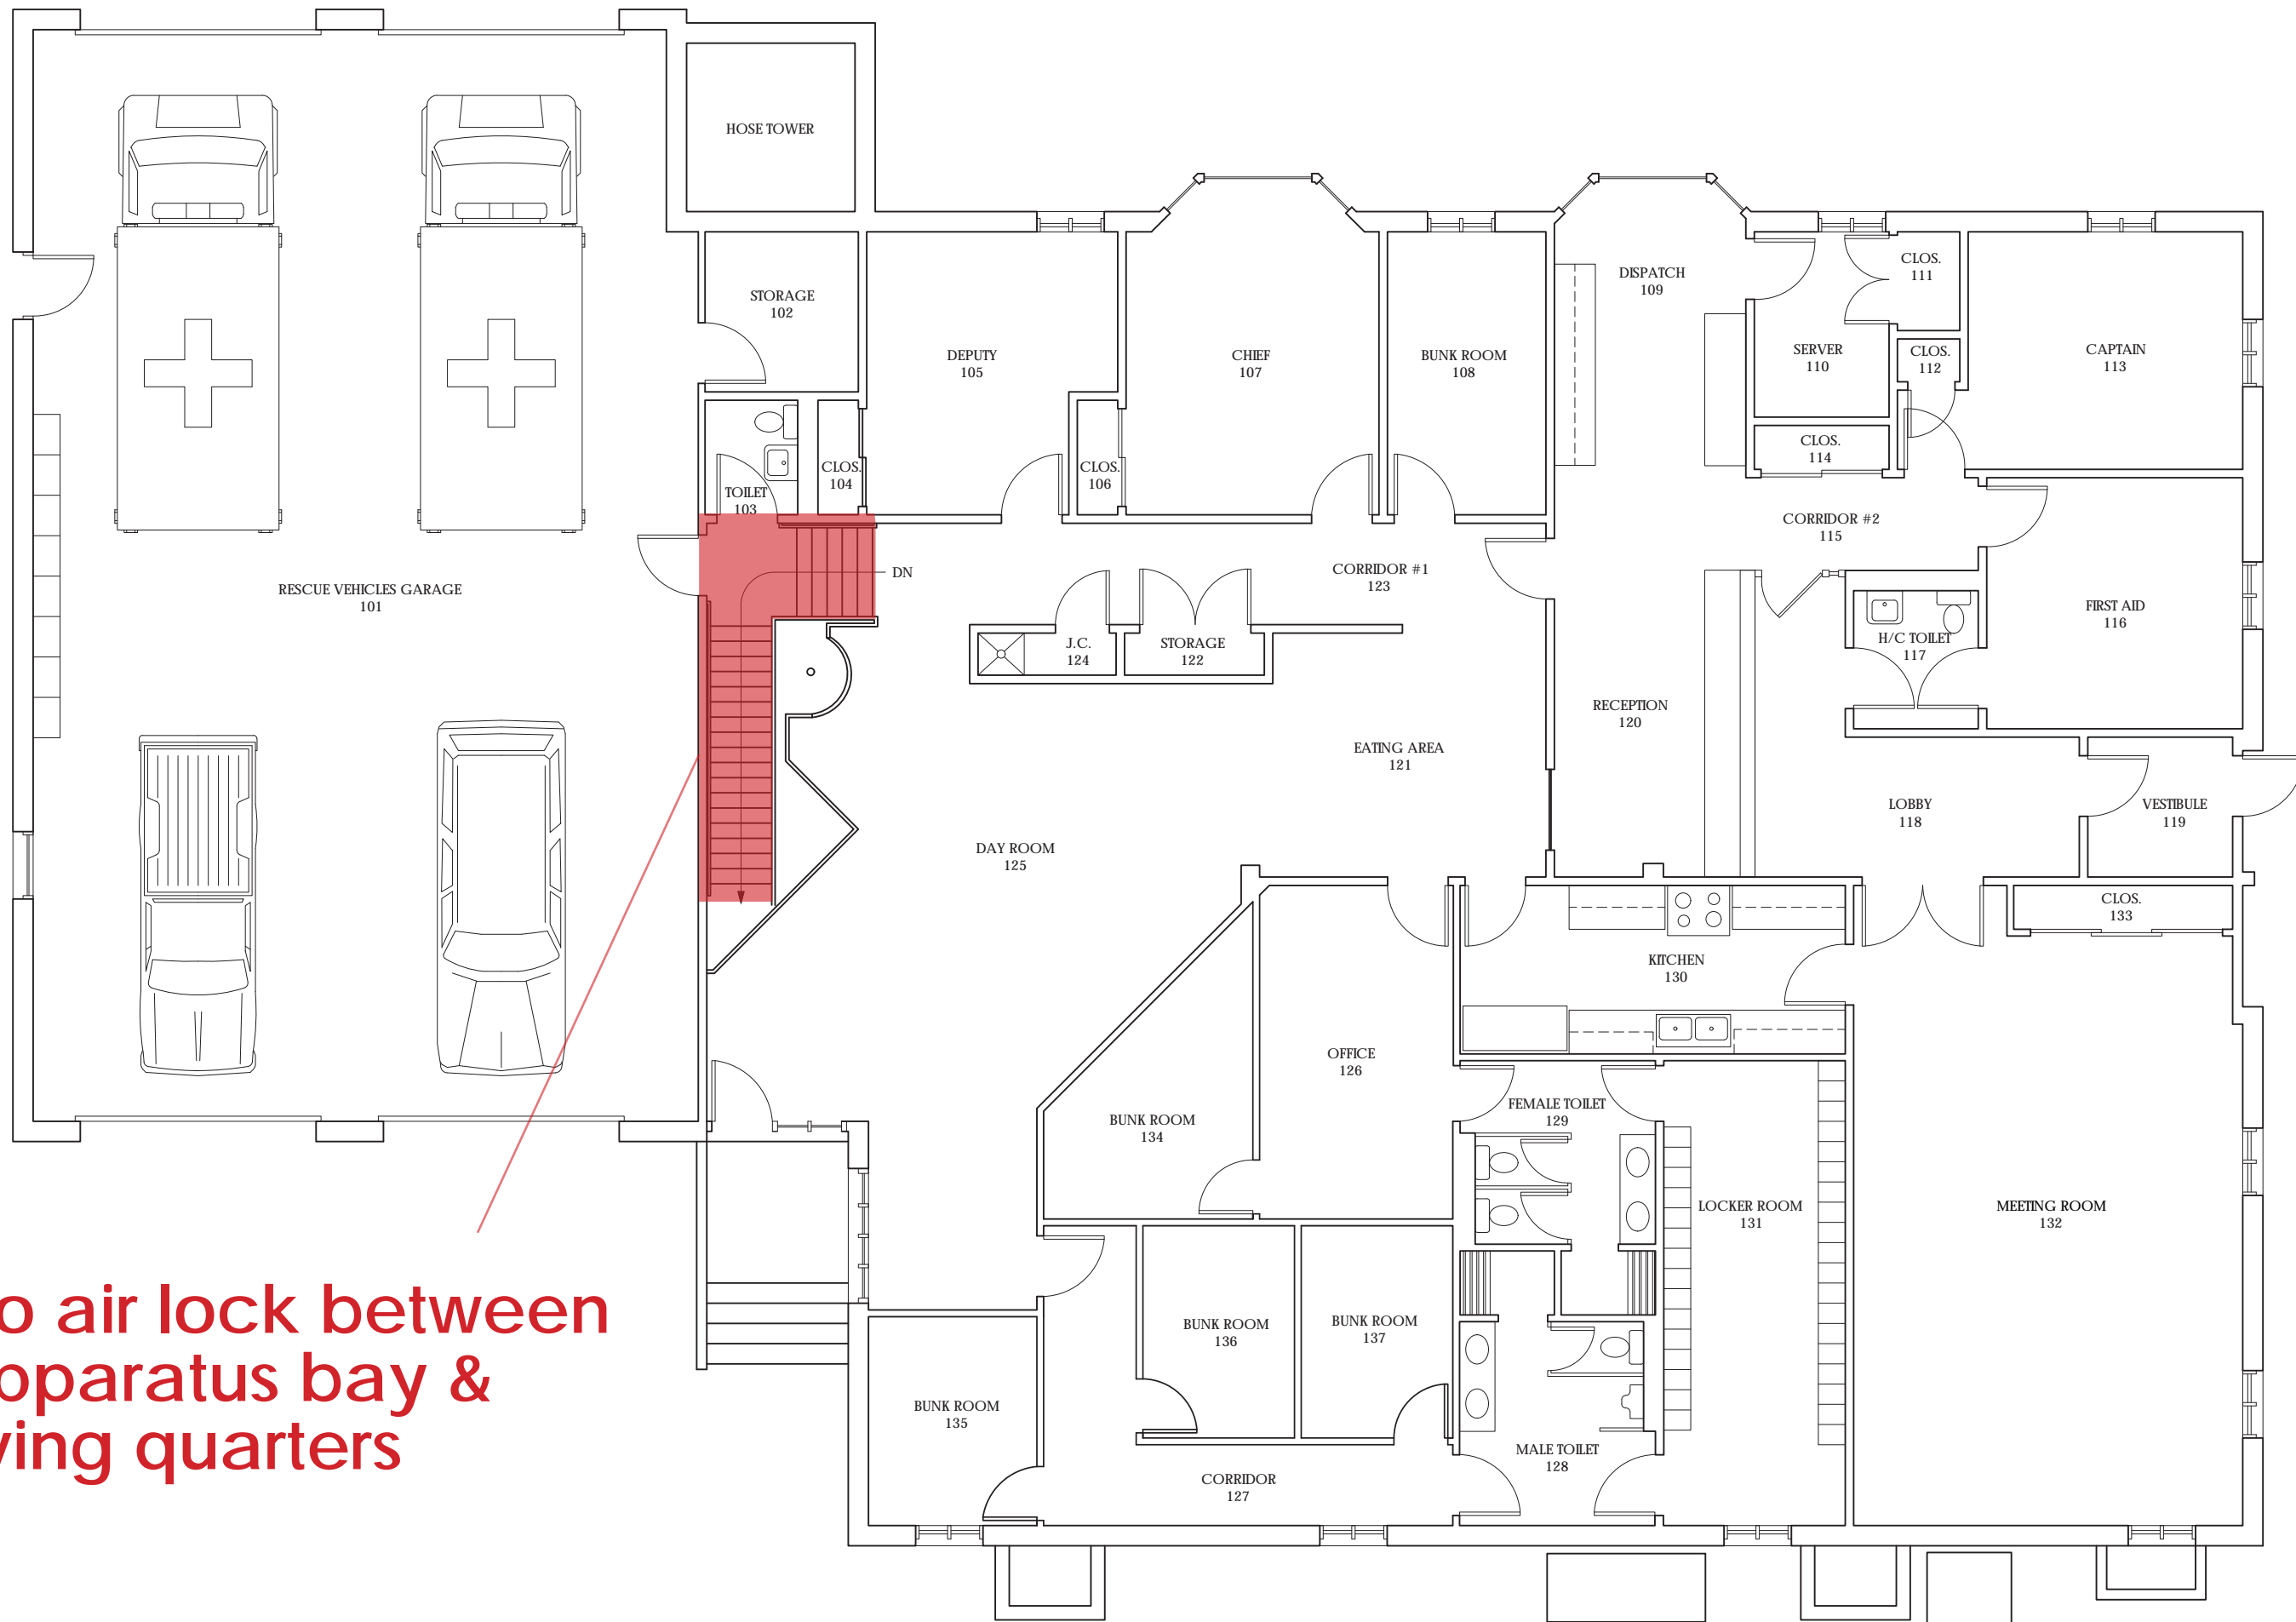 HOSE TOWER
STORAGE
102
DEPUTY
105
CHIEF
107
BUNK ROOM
108
DISPATCH
109
SERVER
110
CLOS.
111
CLOS.
112
CAPTAIN
113
CLOS.
114
TOILET
103
CLOS.
104
CLOS.
106
CORRIDOR #2
115
DN
CORRIDOR #1
123
RESCUE VEHICLES GARAGE
101
J.C.
124
STORAGE
122
H/C TOILET
117
FIRST AID
116
RECEPTION
120
EATING AREA
121
LOBBY
118
VESTIBULE
119
DAY ROOM
125
CLOS.
133
KITCHEN
130
OFFICE
126
BUNK ROOM
134
FEMALE TOILET
129
LOCKER ROOM
131
MEETING ROOM
132
BUNK ROOM
136
BUNK ROOM
137
BUNK ROOM
135
MALE TOILET
128
CORRIDOR
127
o air lock between
pparatus bay &
ving quarters